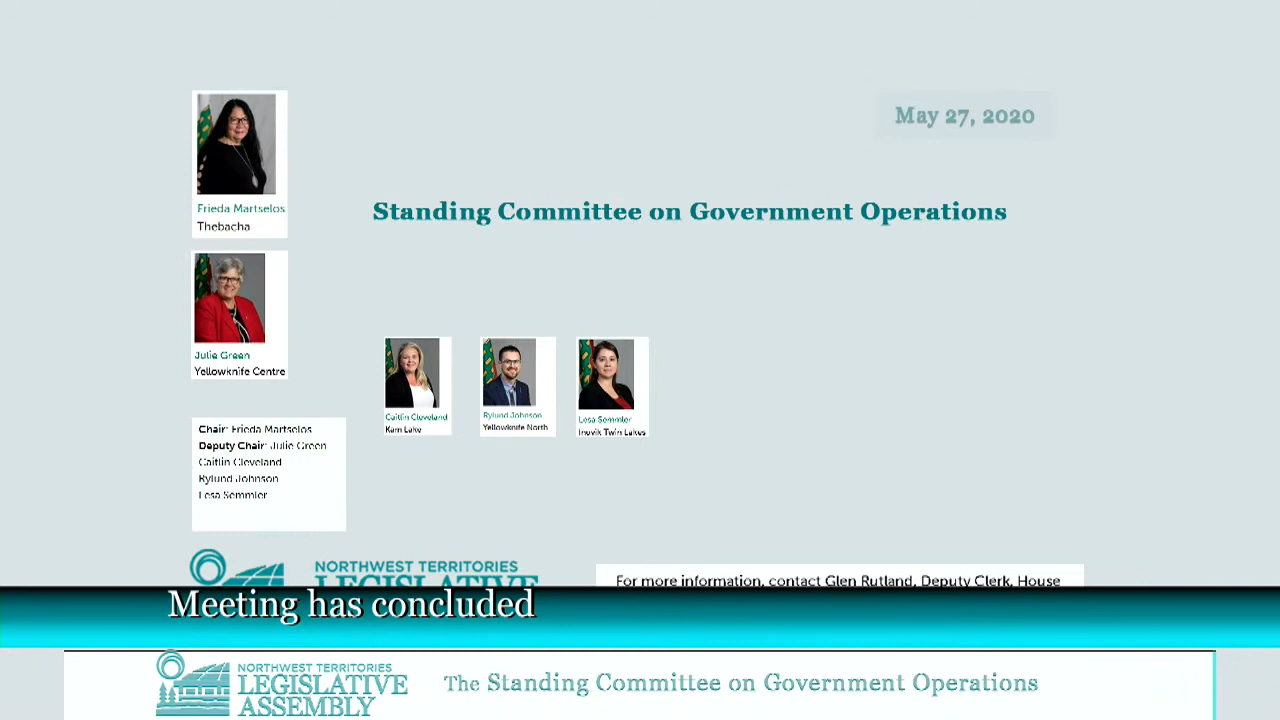 May 27, 2020
Frieda Martselos
Thebacha
Standing Committee on Government Operations
Julie Green
Yellowknife Centre
Caitlin Cleveland
Kam Lake
Rylund Johnson
Yellowknife North
Lesa Semmler
Inuvik Twin Lakes
Chair: Frieda Martselos
Deputy Chair: Julie Green
Caitlin Cleveland
Rylund Johnson
Lesa Semmler
NORTHWEST TERRITORIES
LEGISLATIVE
For more information, contact Glen Rutland, Deputy Clerk, House
Meeting has concluded
NORTHWEST TERRITORIES
LEGISLATIVE
ASSEMBLY
The Standing Committee on Government Operations